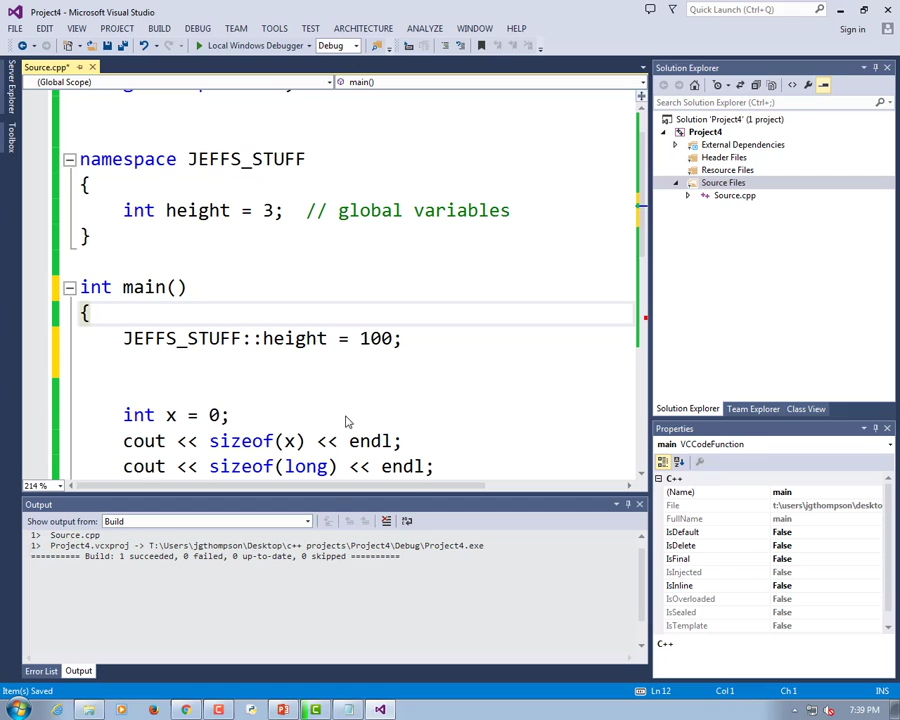 Project4 - Microsoft Visual Studio
Quick Launch (Ctrl+;)
FILE EDIT VIEW PROJECT BUILD DEBUG TEAM TOOLS TEST ARCHITECTURE ANALYZE WINDOW HELP
Sign in
Local Windows Debugger Debug
Server Explorer
Toolbox
Source.cpp*
(Global Scope) main()
namespace JEFFS_STUFF
{
int height = 3; // global variables
}
int main()
{
JEFFS_STUFF::height = 100;
int x = 0;
cout << sizeof(x) << endl;
cout << sizeof(long) << endl;
214 %
Output
Show output from: Build
1> Source.cpp
1> Project4.vcxproj -> T:\Users\jgthompson\Desktop\c++ projects\Project4\Debug\Project4.exe
========== Build: 1 succeeded, 0 failed, 0 up-to-date, 0 skipped ==========
Error List Output
Solution Explorer
Search Solution Explorer (Ctrl+;)
Solution 'Project4' (1 project)
Project4
External Dependencies
Header Files
Resource Files
Source Files
Source.cpp
Solution Explorer Team Explorer Class View
Properties
main VCCodeFunction
C++
(Name) main
File t:\users\jgthompson\deskto
FullName main
IsDefault False
IsDelete False
IsFinal False
IsInjected False
IsInline False
IsOverloaded False
IsSealed False
IsTemplate False
C++
Item(s) Saved Ln 12 Col 1 Ch 1 INS
7:39 PM